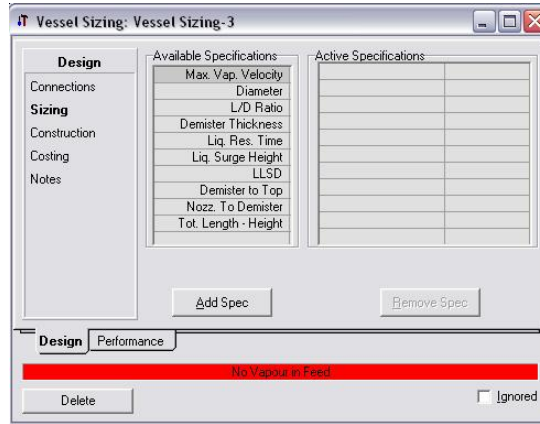 Vessel Sizing: Vessel Sizing-3
Design
Connections
Sizing
Construction
Costing
Notes
Available Specifications
Max. Vap. Velocity
Diameter
L/D Ratio
Demister Thickness
Liq. Res. Time
Liq. Surge Height
LLSD
Demister to Top
Nozz. To Demister
Tot. Length - Height
Active Specifications
Add Spec
Remove Spec
Design Performance
No Vapour in Feed
Delete
Ignored